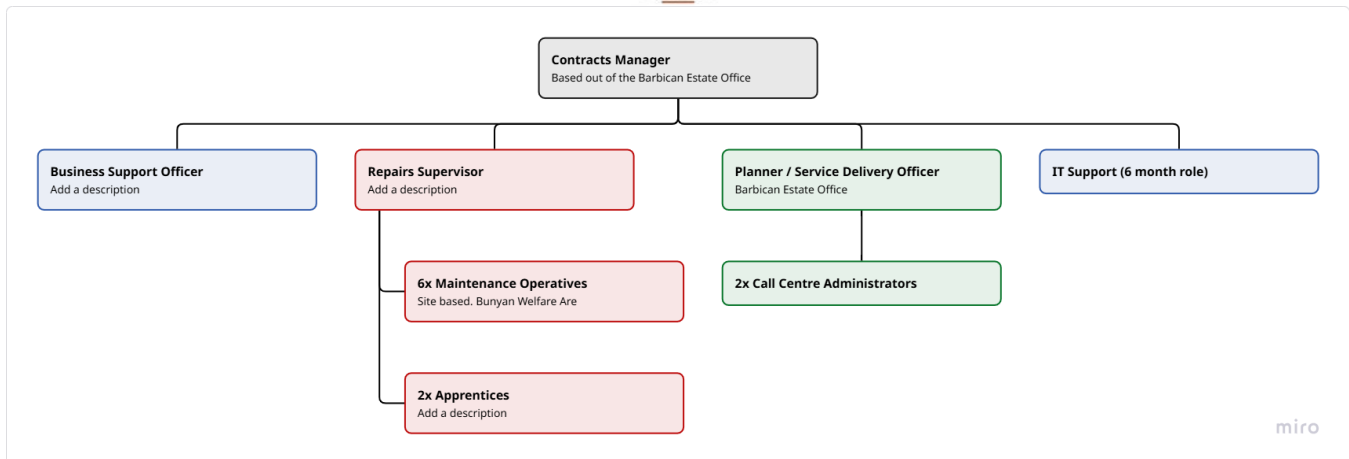 Contracts Manager
Based out of the Barbican Estate Office
Business Support Officer
Add a description
Repairs Supervisor
Add a description
Planner / Service Delivery Officer
Barbican Estate Office
IT Support (6 month role)
6x Maintenance Operatives
Site based. Bunyan Welfare Are
2x Call Centre Administrators
2x Apprentices
Add a description
miro